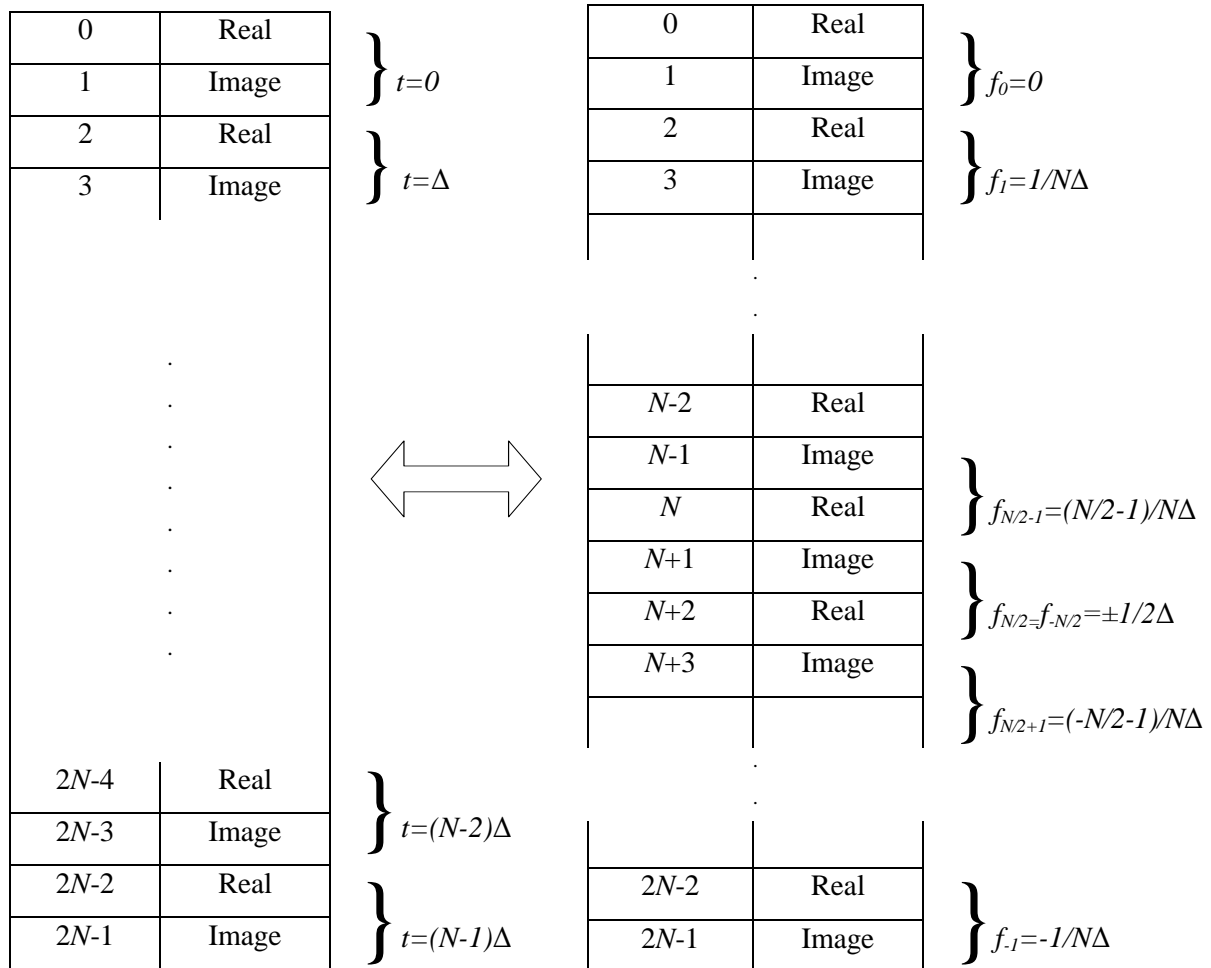 0 Real
1 Image
t=0
2 Real
3 Image
t=Δ
.
.
.
.
.
.
.
.
2N-4 Real
2N-3 Image
t=(N-2)Δ
2N-2 Real
2N-1 Image
t=(N-1)Δ
0 Real
1 Image
f0=0
2 Real
3 Image
f1=1/NΔ
.
.
N-2 Real
N-1 Image
N Real
fN/2-1=(N/2-1)/NΔ
N+1 Image
N+2 Real
fN/2=f-N/2=±1/2Δ
N+3 Image
fN/2+1=(-N/2-1)/NΔ
.
.
2N-2 Real
2N-1 Image
f-1=-1/NΔ